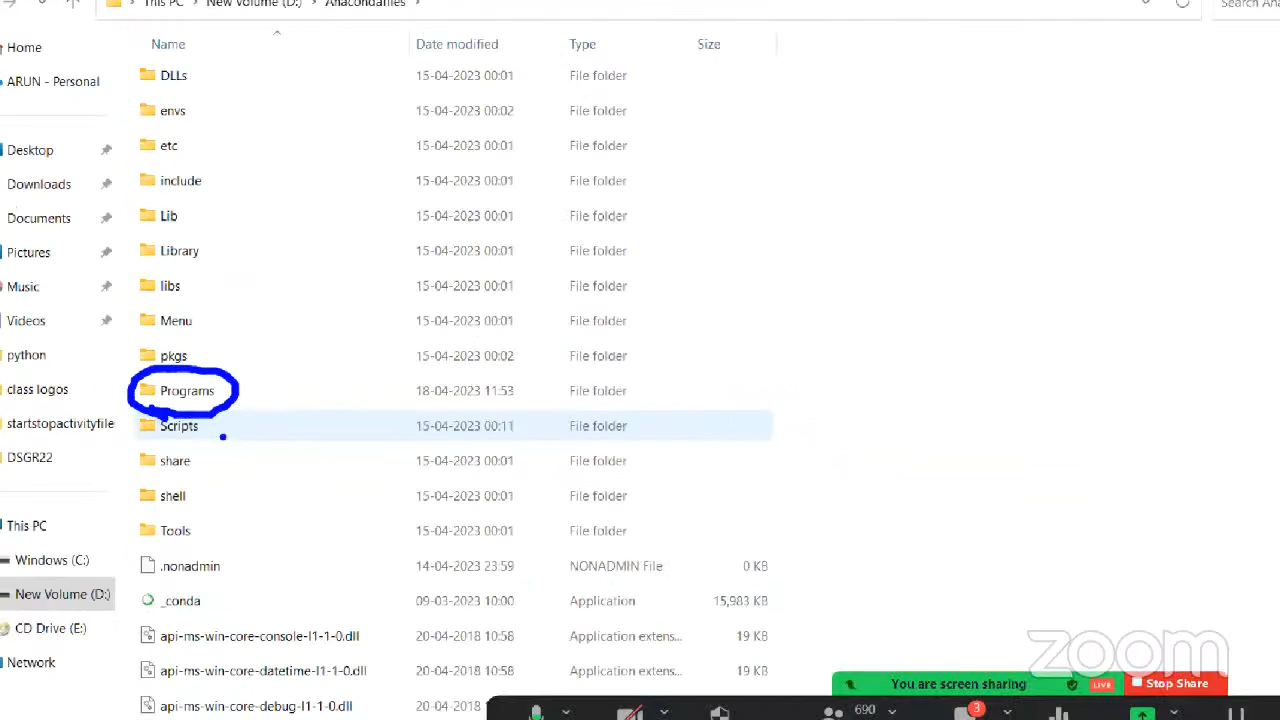 This PC > New Volume (D:) > Anacondafiles >
Search Ana
Name Date modified Type Size
Home
ARUN - Personal
Desktop
Downloads
Documents
Pictures
Music
Videos
python
class logos
startstopactivityfile
DSGR22
This PC
Windows (C:)
New Volume (D:)
CD Drive (E:)
Network
DLLs 15-04-2023 00:01 File folder
envs 15-04-2023 00:02 File folder
etc 15-04-2023 00:01 File folder
include 15-04-2023 00:01 File folder
Lib 15-04-2023 00:01 File folder
Library 15-04-2023 00:01 File folder
libs 15-04-2023 00:01 File folder
Menu 15-04-2023 00:01 File folder
pkgs 15-04-2023 00:02 File folder
Programs 18-04-2023 11:53 File folder
Scripts 15-04-2023 00:11 File folder
share 15-04-2023 00:01 File folder
shell 15-04-2023 00:01 File folder
Tools 15-04-2023 00:01 File folder
.nonadmin 14-04-2023 23:59 NONADMIN File 0 KB
_conda 09-03-2023 10:00 Application 15,983 KB
api-ms-win-core-console-l1-1-0.dll 20-04-2018 10:58 Application extens... 19 KB
api-ms-win-core-datetime-l1-1-0.dll 20-04-2018 10:58 Application extens... 19 KB
api-ms-win-core-debug-l1-1-0.dll 20-04-2018 10:58
zoom
You are screen sharing LIVE Stop Share
690 3